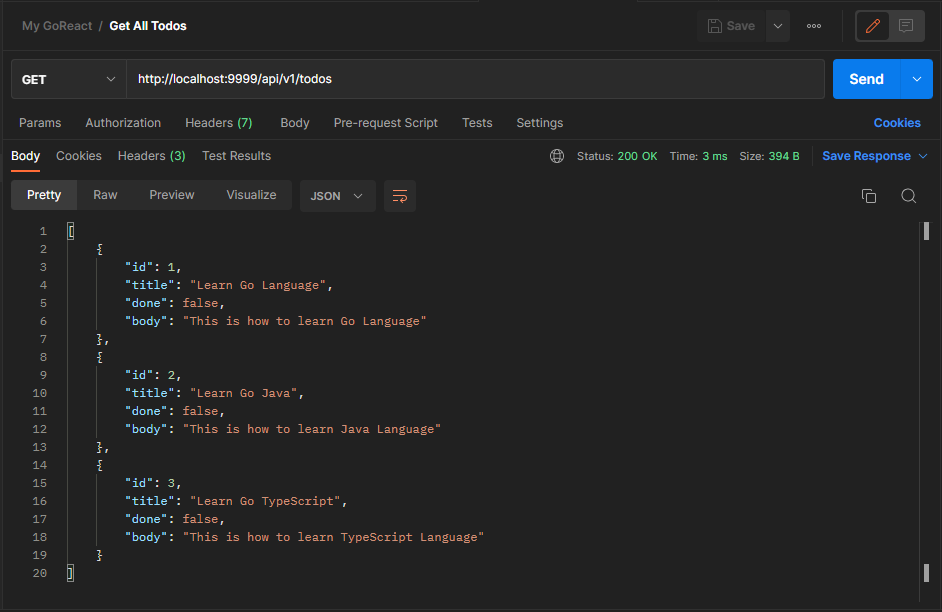 My GoReact / Get All Todos
Save
GET
http://localhost:9999/api/v1/todos
Send
Params Authorization Headers (7) Body Pre-request Script Tests Settings Cookies
Body Cookies Headers (3) Test Results Status: 200 OK Time: 3 ms Size: 394 B Save Response
Pretty Raw Preview Visualize JSON
1 [
2 {
3 "id": 1,
4 "title": "Learn Go Language",
5 "done": false,
6 "body": "This is how to learn Go Language"
7 },
8 {
9 "id": 2,
10 "title": "Learn Go Java",
11 "done": false,
12 "body": "This is how to learn Java Language"
13 },
14 {
15 "id": 3,
16 "title": "Learn Go TypeScript",
17 "done": false,
18 "body": "This is how to learn TypeScript Language"
19 }
20 ]